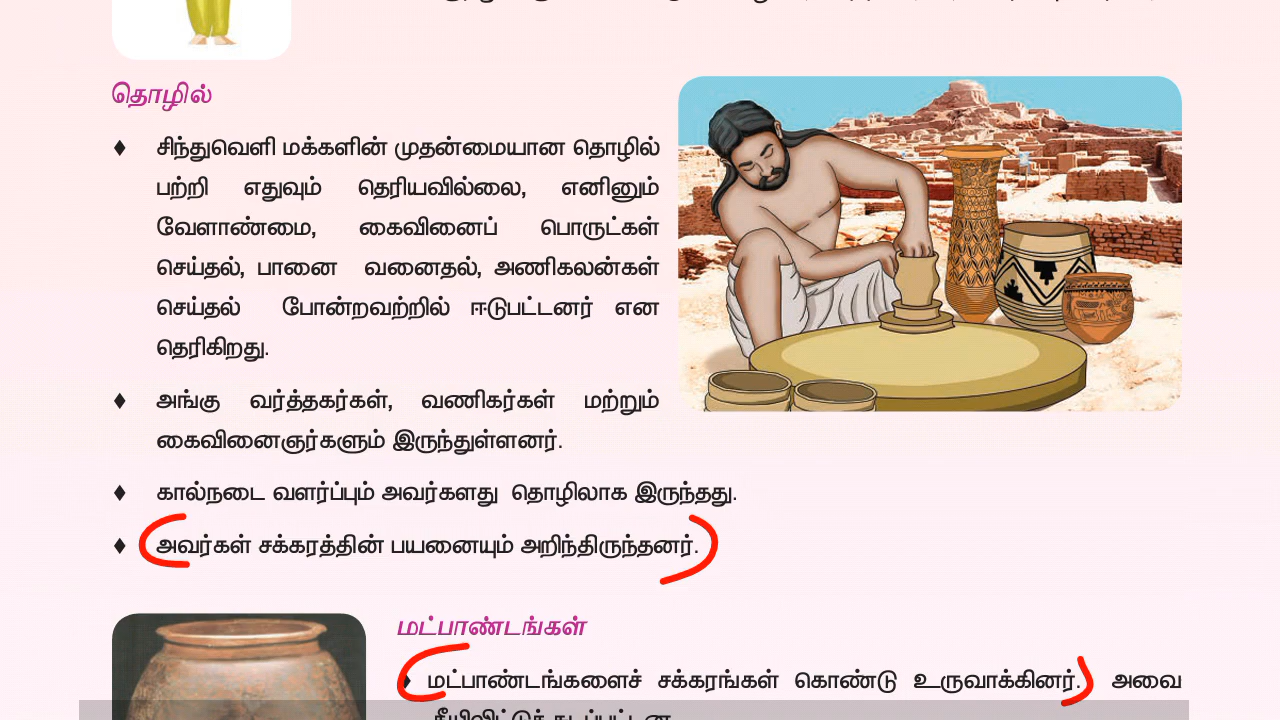 தொழில்
♦ சிந்துவெளி மக்களின் முதன்மையான தொழில்
பற்றி எதுவும் தெரியவில்லை, எனினும்
வேளாண்மை, கைவினைப் பொருட்கள்
செய்தல், பானை வனைதல், அணிகலன்கள்
செய்தல் போன்றவற்றில் ஈடுபட்டனர் என
தெரிகிறது.
♦ அங்கு வர்த்தகர்கள், வணிகர்கள் மற்றும்
கைவினைஞர்களும் இருந்துள்ளனர்.
♦ கால்நடை வளர்ப்பும் அவர்களது தொழிலாக இருந்தது.
♦ அவர்கள் சக்கரத்தின் பயனையும் அறிந்திருந்தனர்.
மட்பாண்டங்கள்
♦ மட்பாண்டங்களைச் சக்கரங்கள் கொண்டு உருவாக்கினர். அவை